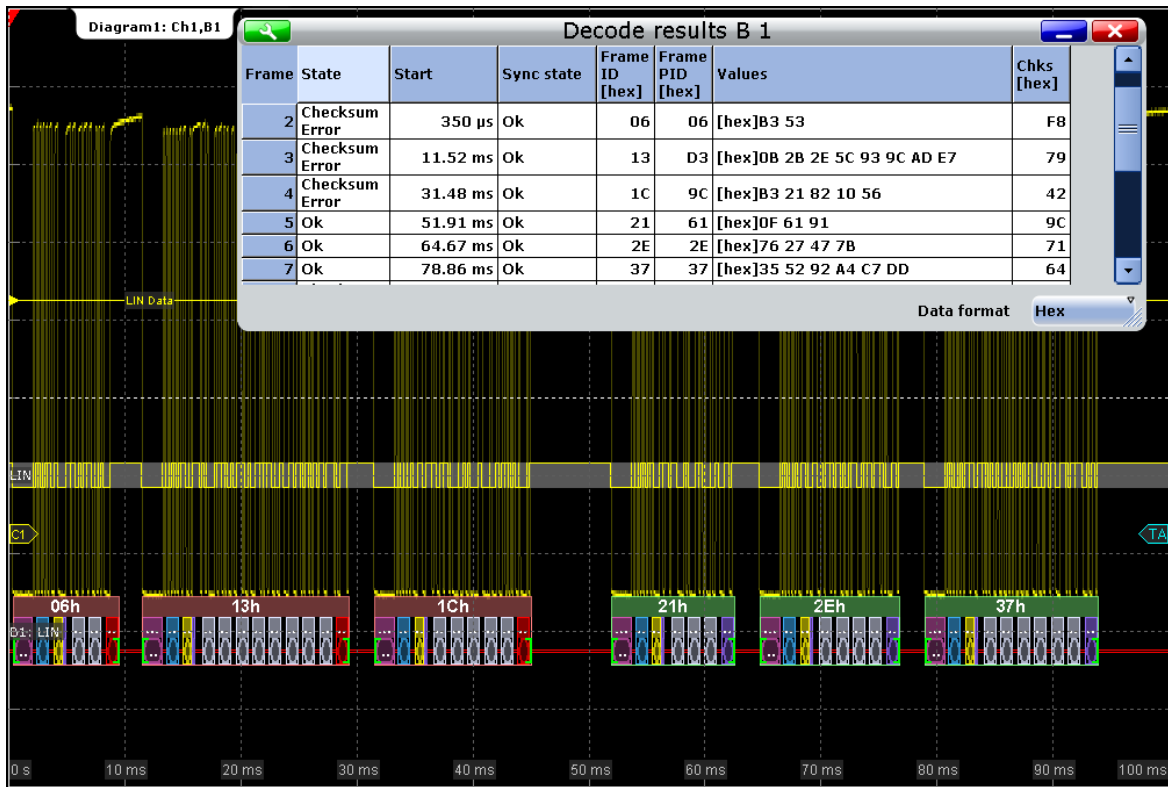 Diagram1: Ch1,B1
Decode results B 1
Frame State Start Sync state Frame ID [hex] Frame PID [hex] Values Chks [hex]
2 Checksum Error 350 µs Ok 06 06 [hex]B3 53 F8
3 Checksum Error 11.52 ms Ok 13 D3 [hex]0B 2B 2E 5C 93 9C AD E7 79
4 Checksum Error 31.48 ms Ok 1C 9C [hex]B3 21 82 10 56 42
5 Ok 51.91 ms Ok 21 61 [hex]0F 61 91 9C
6 Ok 64.67 ms Ok 2E 2E [hex]76 27 47 7B 71
7 Ok 78.86 ms Ok 37 37 [hex]35 52 92 A4 C7 DD 64
Data format Hex
LIN Data
LIN
C1
TA
06h 13h 1Ch 21h 2Eh 37h
B1: LIN
0 s 10 ms 20 ms 30 ms 40 ms 50 ms 60 ms 70 ms 80 ms 90 ms 100 ms